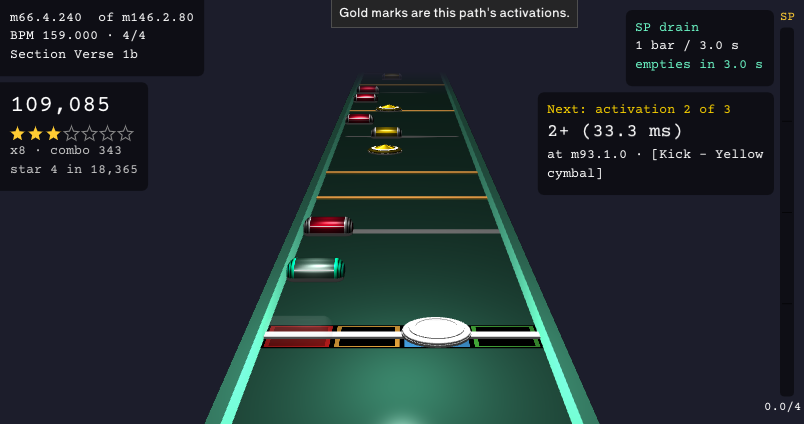 Gold marks are this path's activations.
m66.4.240 of m146.2.80
BPM 159.000 · 4/4
Section Verse 1b
109,085
x8 · combo 343
star 4 in 18,365
SP drain
1 bar / 3.0 s
empties in 3.0 s
SP
Next: activation 2 of 3
2+ (33.3 ms)
at m93.1.0 · [Kick - Yellow
cymbal]
0.0/4